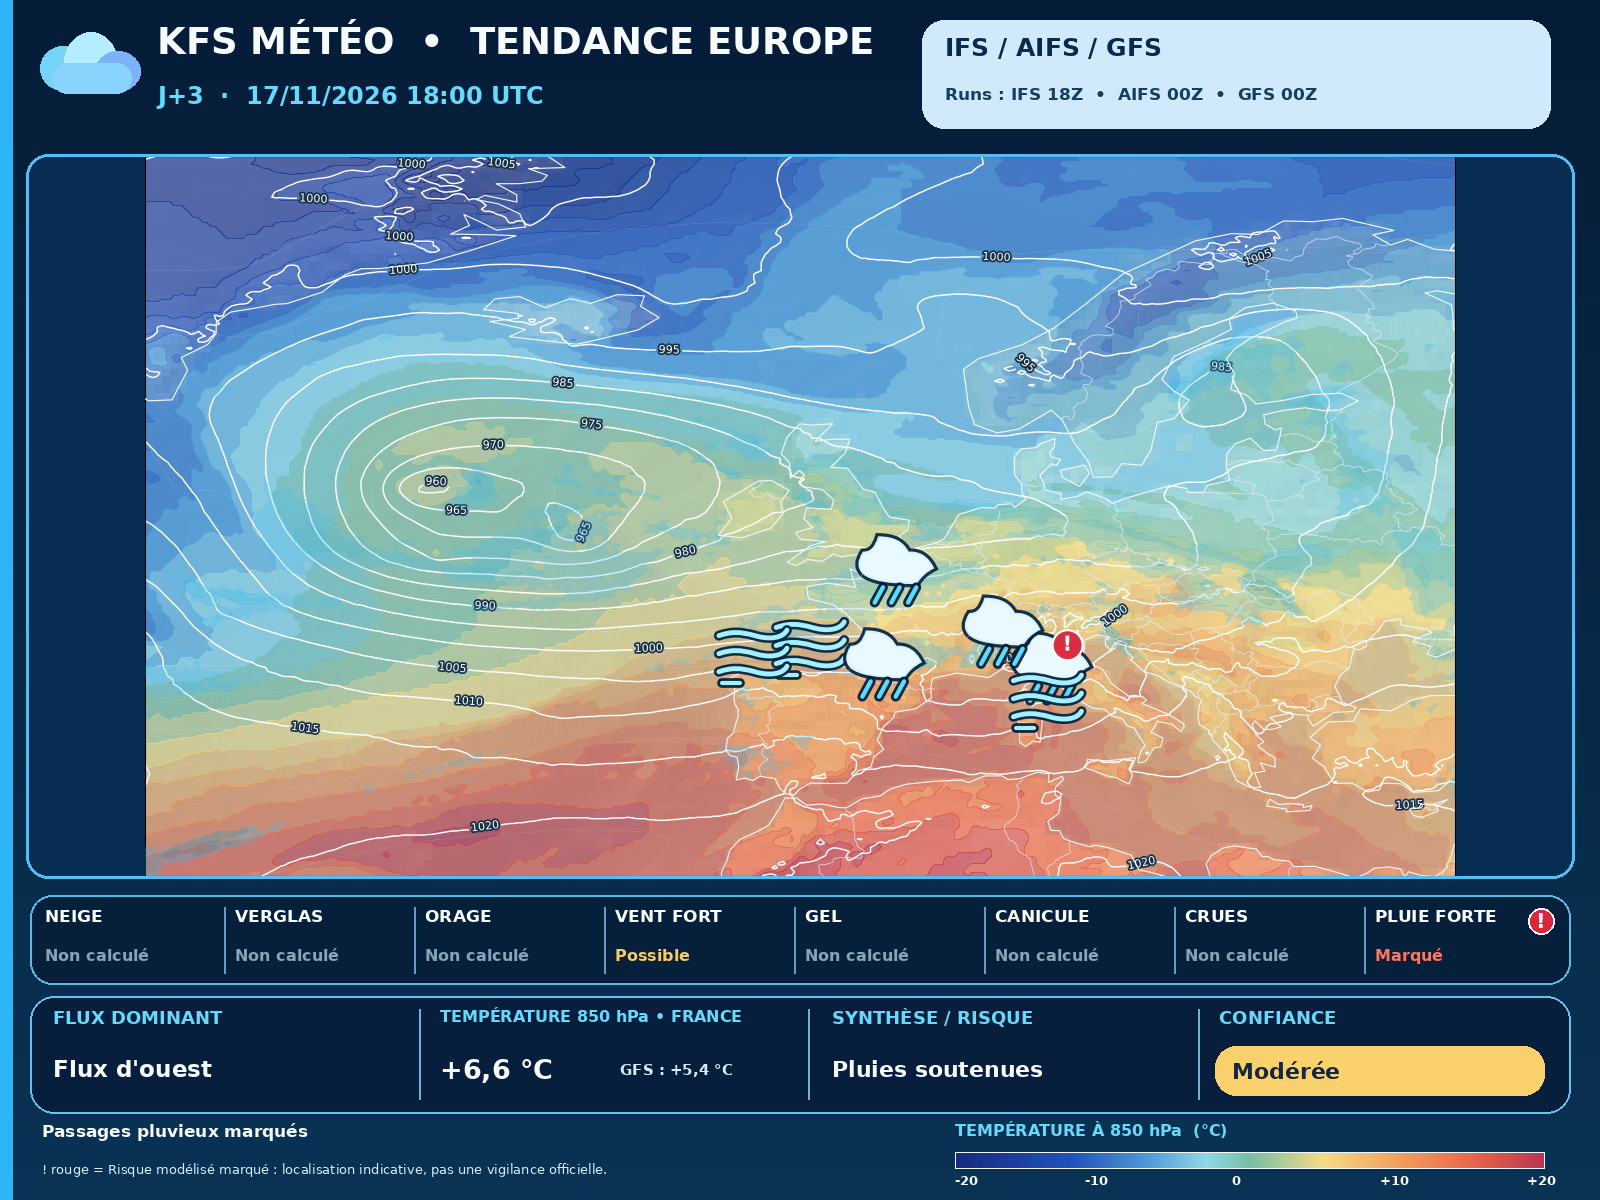 KFS MÉTÉO • TENDANCE EUROPE
J+3 · 17/11/2026 18:00 UTC
IFS / AIFS / GFS
Runs : IFS 18Z • AIFS 00Z • GFS 00Z
1000
1005
1000
1000
1000
1000
1005
995
995
985
985
975
970
960
965
965
980
990
1000
1000
1005
1010
1015
1015
1020
1020
!
NEIGE
Non calculé
VERGLAS
Non calculé
ORAGE
Non calculé
VENT FORT
Possible
GEL
Non calculé
CANICULE
Non calculé
CRUES
Non calculé
PLUIE FORTE !
Marqué
FLUX DOMINANT
Flux d'ouest
TEMPÉRATURE 850 hPa • FRANCE
+6,6 °C GFS : +5,4 °C
SYNTHÈSE / RISQUE
Pluies soutenues
CONFIANCE
Modérée
Passages pluvieux marqués
! rouge = Risque modélisé marqué : localisation indicative, pas une vigilance officielle.
TEMPÉRATURE À 850 hPa (°C)
-20 -10 0 +10 +20